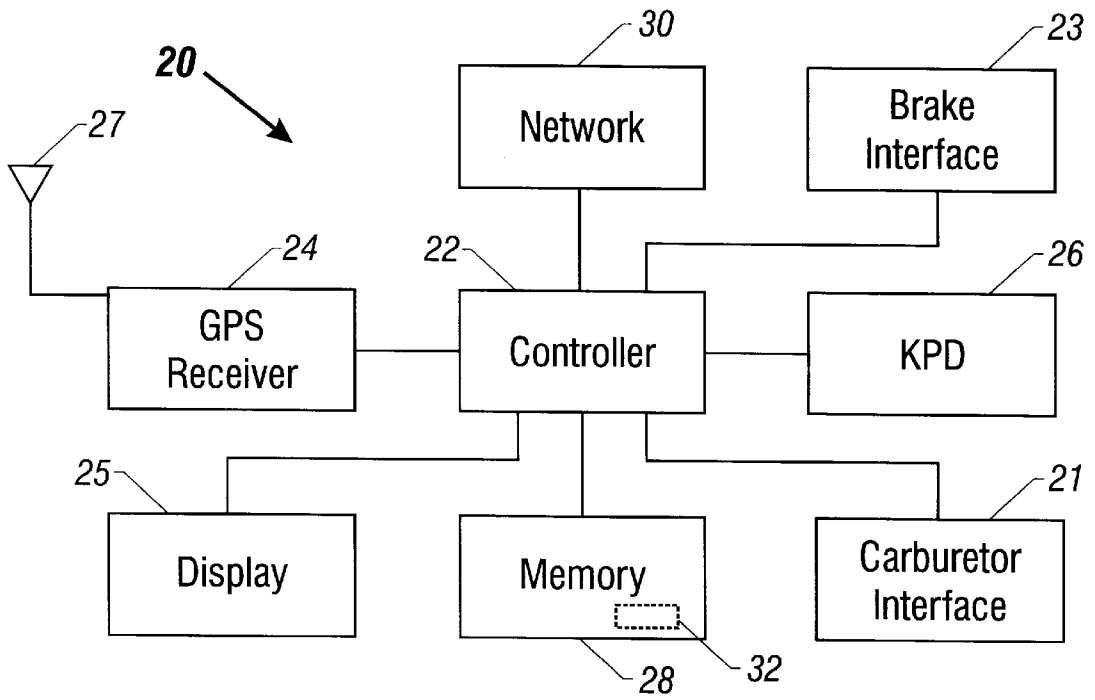 30
23
20
Network
Brake
Interface
27
24
22
26
GPS
Receiver
Controller
KPD
25
21
Display
Memory
Carburetor
Interface
28
32